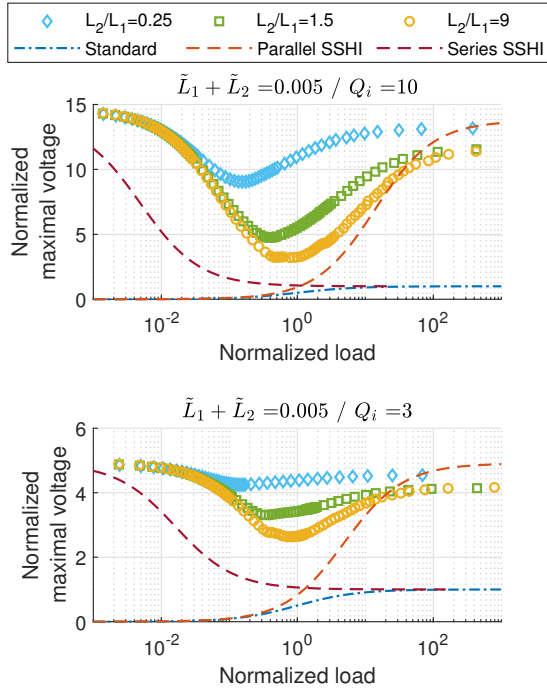 L₂/L₁=0.25 L₂/L₁=1.5 L₂/L₁=9
Standard Parallel SSHI Series SSHI
L̃₁ + L̃₂ =0.005 / Qᵢ=10
15
10
5
0
Normalized
maximal voltage
10⁻² 10⁰ 10²
Normalized load
L̃₁ + L̃₂ =0.005 / Qᵢ=3
6
4
2
0
Normalized
maximal voltage
10⁻² 10⁰ 10²
Normalized load